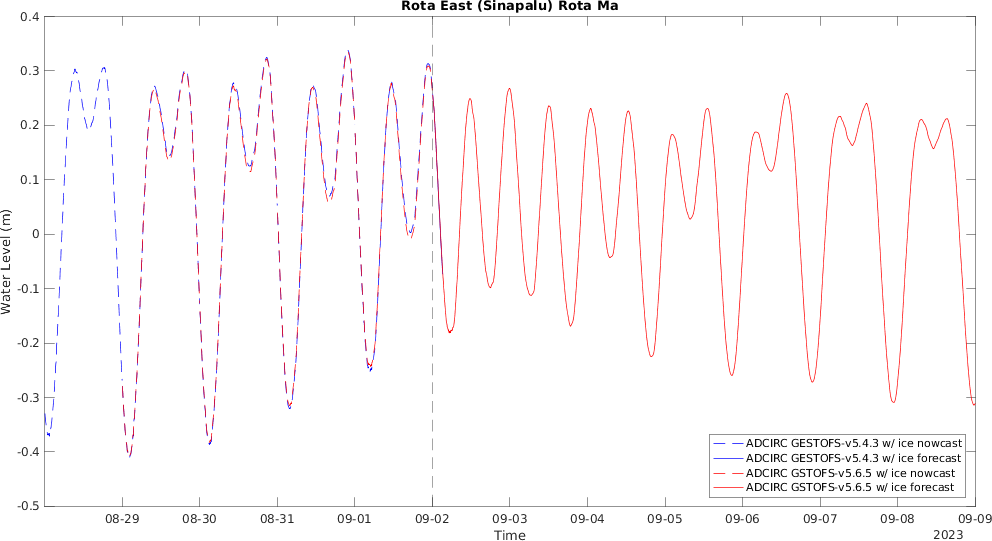 Rota East (Sinapalu) Rota Ma
Water Level (m)
0.4
0.3
0.2
0.1
0
-0.1
-0.2
-0.3
-0.4
-0.5
ADCIRC GESTOFS-v5.4.3 w/ ice nowcast
ADCIRC GESTOFS-v5.4.3 w/ ice forecast
ADCIRC GSTOFS-v5.6.5 w/ ice nowcast
ADCIRC GSTOFS-v5.6.5 w/ ice forecast
08-29 08-30 08-31 09-01 09-02 09-03 09-04 09-05 09-06 09-07 09-08 09-09
Time
2023